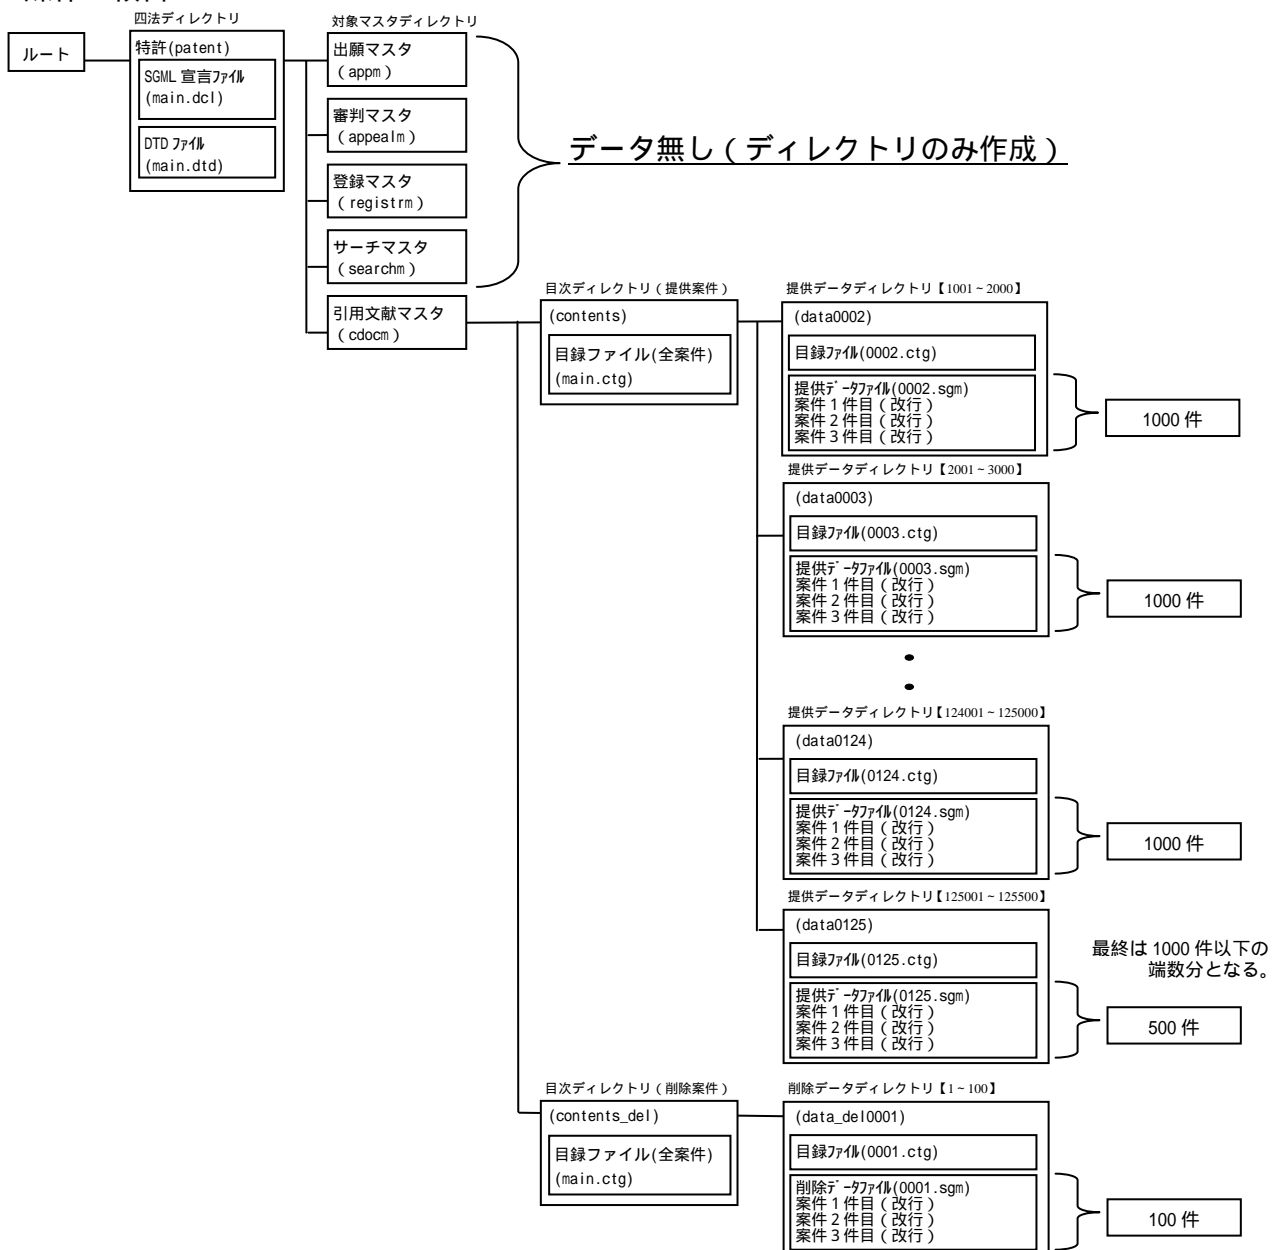 四法ディレクトリ
対象マスタディレクトリ
ルート
特許(patent)
SGML 宣言ﾌｧｲﾙ
(main.dcl)
DTD ﾌｧｲﾙ
(main.dtd)
出願マスタ
(appm)
審判マスタ
(appealm)
登録マスタ
(registrm)
サーチマスタ
(searchm)
引用文献マスタ
(cdocm)
データ無し(ディレクトリのみ作成)
目次ディレクトリ(提供案件)
(contents)
目録ファイル(全案件)
(main.ctg)
提供データディレクトリ【1001~2000】
(data0002)
目録ﾌｧｲﾙ(0002.ctg)
提供ﾃﾞｰﾀﾌｧｲﾙ(0002.sgm)
案件1件目(改行)
案件2件目(改行)
案件3件目(改行)
1000 件
提供データディレクトリ【2001~3000】
(data0003)
目録ﾌｧｲﾙ(0003.ctg)
提供ﾃﾞｰﾀﾌｧｲﾙ(0003.sgm)
案件1件目(改行)
案件2件目(改行)
案件3件目(改行)
1000 件
提供データディレクトリ【124001~125000】
(data0124)
目録ﾌｧｲﾙ(0124.ctg)
提供ﾃﾞｰﾀﾌｧｲﾙ(0124.sgm)
案件1件目(改行)
案件2件目(改行)
案件3件目(改行)
1000 件
提供データディレクトリ【125001~125500】
(data0125)
目録ﾌｧｲﾙ(0125.ctg)
提供ﾃﾞｰﾀﾌｧｲﾙ(0125.sgm)
案件1件目(改行)
案件2件目(改行)
案件3件目(改行)
最終は 1000 件以下の
端数分となる。
500 件
目次ディレクトリ(削除案件)
(contents_del)
目録ファイル(全案件)
(main.ctg)
削除データディレクトリ【1~100】
(data_del0001)
目録ﾌｧｲﾙ(0001.ctg)
削除ﾃﾞｰﾀﾌｧｲﾙ(0001.sgm)
案件1件目(改行)
案件2件目(改行)
案件3件目(改行)
100 件